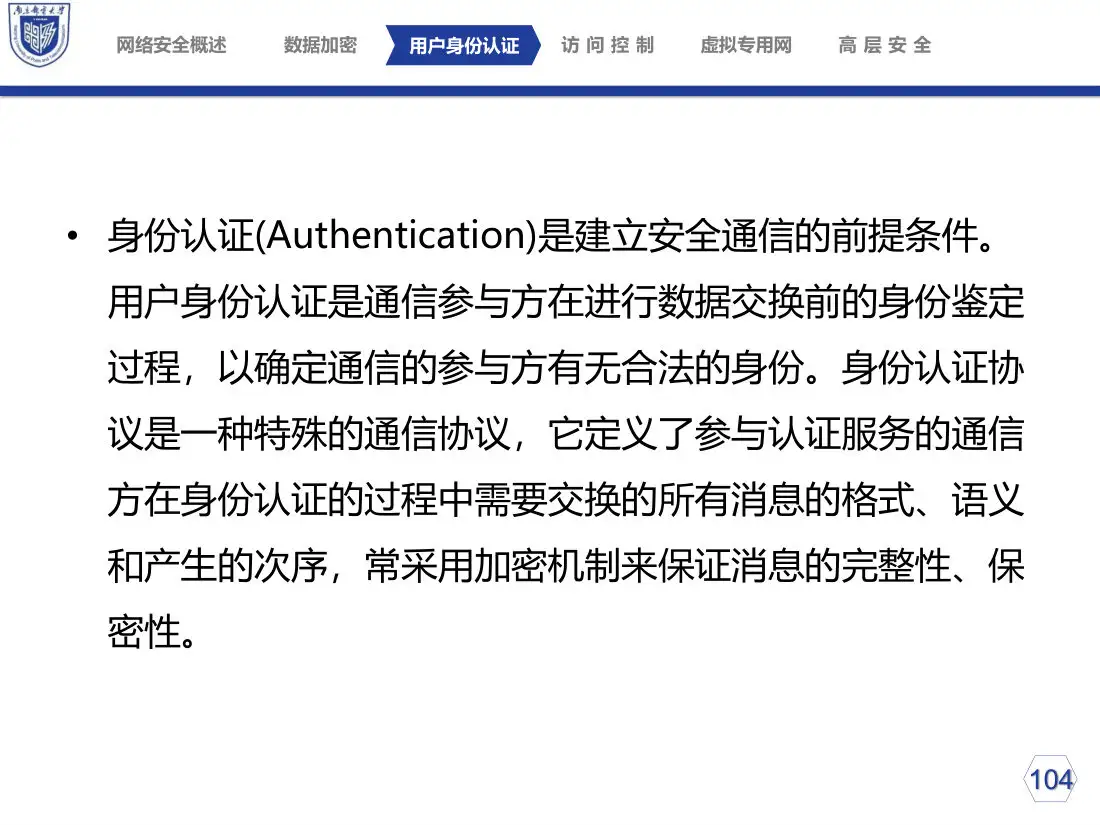 南京邮电大学
网络安全概述 数据加密 用户身份认证 访问控制 虚拟专用网 高层安全
• 身份认证(Authentication)是建立安全通信的前提条件。
用户身份认证是通信参与方在进行数据交换前的身份鉴定
过程，以确定通信的参与方有无合法的身份。身份认证协
议是一种特殊的通信协议，它定义了参与认证服务的通信
方在身份认证的过程中需要交换的所有消息的格式、语义
和产生的次序，常采用加密机制来保证消息的完整性、保
密性。
104